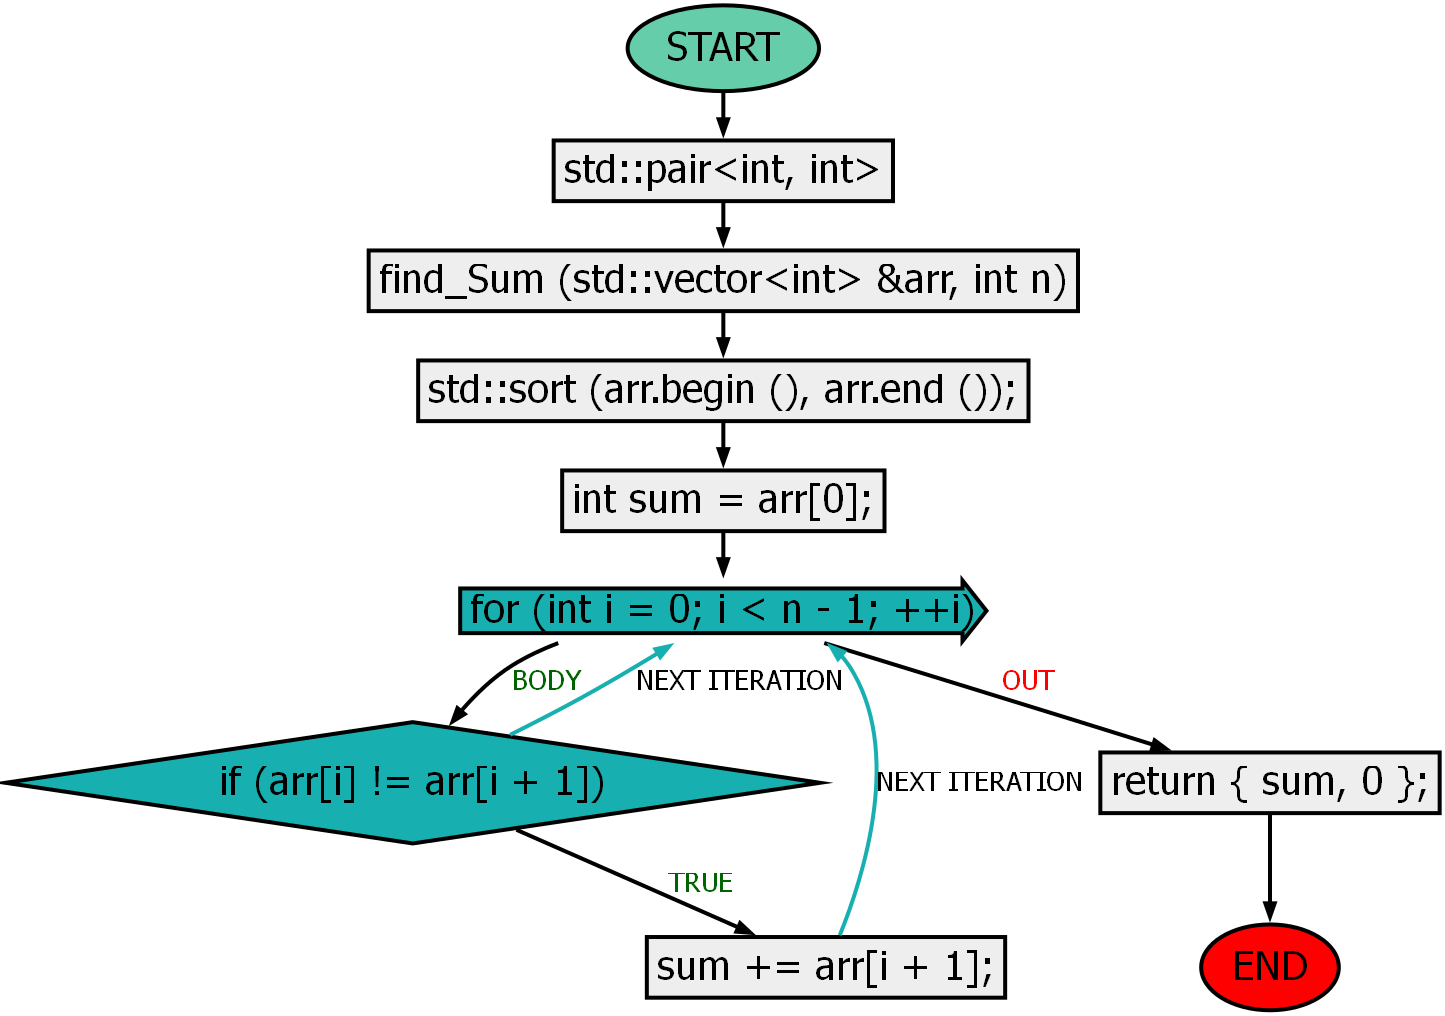 START
std::pair<int, int>
find_Sum (std::vector<int> &arr, int n)
std::sort (arr.begin (), arr.end ());
int sum = arr[0];
for (int i = 0; i < n - 1; ++i)
BODY
NEXT ITERATION
OUT
if (arr[i] != arr[i + 1])
NEXT ITERATION
return { sum, 0 };
TRUE
sum += arr[i + 1];
END